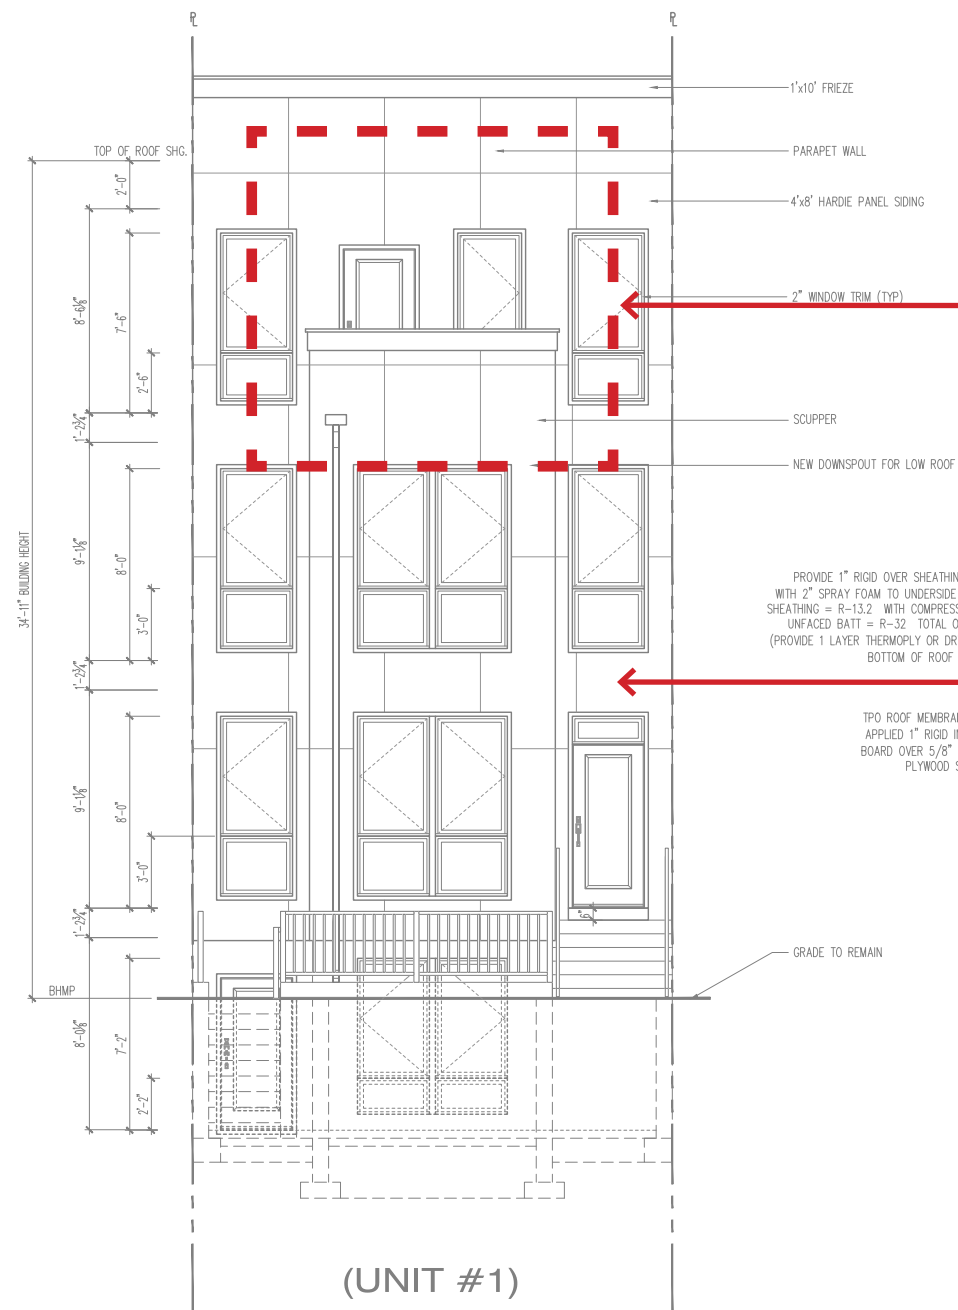 PL
PL
1'x10' FRIEZE
TOP OF ROOF SHG.
PARAPET WALL
2'-0"
4'x8' HARDIE PANEL SIDING
8'-6⅛"
7'-6"
2" WINDOW TRIM (TYP)
2'-6"
1'-2¾"
SCUPPER
NEW DOWNSPOUT FOR LOW ROOF
34'-11" BUILDING HEIGHT
9'-1⅛"
8'-0"
3'-0"
PROVIDE 1" RIGID OVER SHEATHIN
WITH 2" SPRAY FOAM TO UNDERSIDE
SHEATHING = R-13.2 WITH COMPRESS
UNFACED BATT = R-32 TOTAL O
(PROVIDE 1 LAYER THERMOPLY OR DR
BOTTOM OF ROOF
1'-2¾"
TPO ROOF MEMBRA
APPLIED 1" RIGID I
BOARD OVER 5/8"
PLYWOOD S
9'-1⅛"
8'-0"
3'-0"
1'-2¾"
6"
GRADE TO REMAIN
BHMP
8'-0⅛"
7'-2"
2'-2"
(UNIT #1)